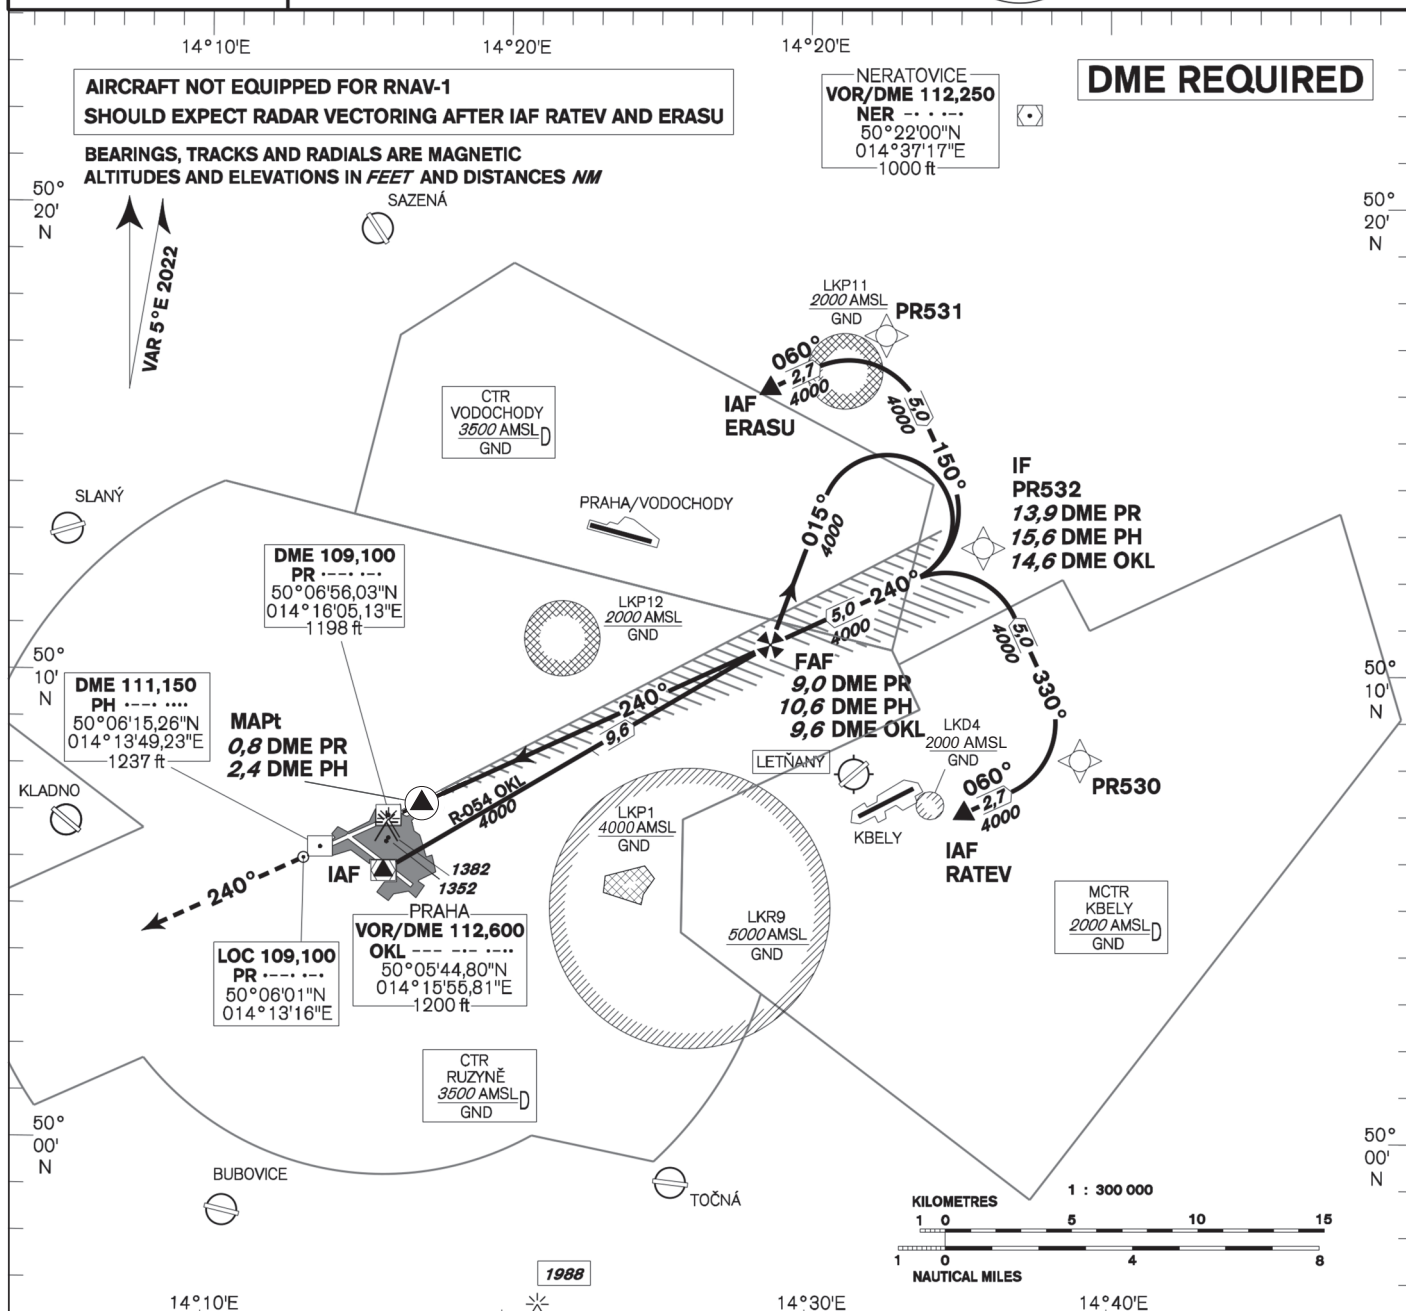 14°10'E
14°20'E
14°20'E
AIRCRAFT NOT EQUIPPED FOR RNAV-1
SHOULD EXPECT RADAR VECTORING AFTER IAF RATEV AND ERASU
BEARINGS, TRACKS AND RADIALS ARE MAGNETIC
ALTITUDES AND ELEVATIONS IN FEET AND DISTANCES NM
NERATOVICE
VOR/DME 112,250
NER –· · ·–·
50°22'00"N
014°37'17"E
1000 ft
DME REQUIRED
50°
20'
N
50°
20'
N
VAR 5°E 2022
SAZENÁ
LKP11
2000 AMSL
GND
PR531
060°
2,7
4000
IAF
ERASU
5,0
4000
150°
CTR
VODOCHODY
3500 AMSL D
GND
IF
PR532
13,9 DME PR
15,6 DME PH
14,6 DME OKL
SLANÝ
PRAHA/VODOCHODY
015°
4000
DME 109,100
PR ·––· ·–·
50°06'56,03"N
014°16'05,13"E
1198 ft
LKP12
2000 AMSL
GND
240°
5,0
4000
5,0
4000
330°
50°
10'
N
50°
10'
N
DME 111,150
PH ·––· ····
50°06'15,26"N
014°13'49,23"E
1237 ft
MAPt
0,8 DME PR
2,4 DME PH
240°
9,6
FAF
9,0 DME PR
10,6 DME PH
9,6 DME OKL
R-054 OKL
4000
LETŇANY
LKD4
2000 AMSL
GND
KBELY
060°
2,7
4000
PR530
IAF
RATEV
KLADNO
LKP1
4000 AMSL
GND
IAF
1382
1352
240°
PRAHA
VOR/DME 112,600
OKL ––– –·– ·–··
50°05'44,80"N
014°15'55,81"E
1200 ft
LKR9
5000 AMSL
GND
MCTR
KBELY
2000 AMSL D
GND
LOC 109,100
PR ·––· ·–·
50°06'01"N
014°13'16"E
CTR
RUZYNĚ
3500 AMSL D
GND
50°
00'
N
50°
00'
N
BUBOVICE
TOČNÁ
1 : 300 000
KILOMETRES
1 0 5 10 15
1 0 4 8
NAUTICAL MILES
1988
14°10'E
14°30'E
14°40'E